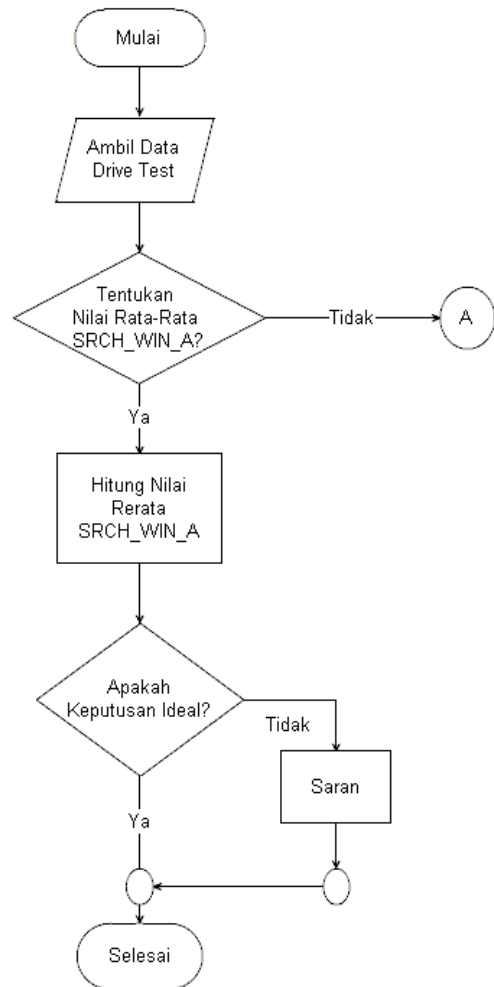 Mulai
Ambil Data
Drive Test
Tentukan
Nilai Rata-Rata
SRCH_WIN_A?
Tidak
A
Ya
Hitung Nilai
Rerata
SRCH_WIN_A
Apakah
Keputusan Ideal?
Tidak
Saran
Ya
Selesai